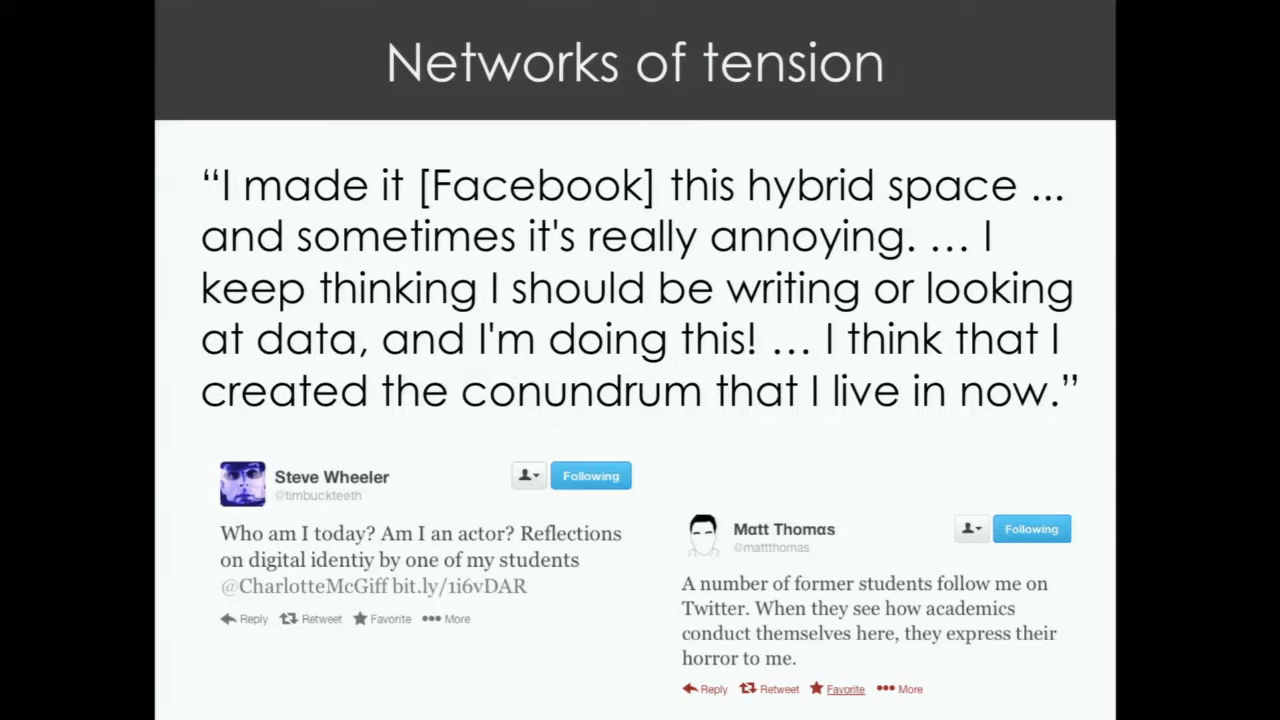 Networks of tension
“I made it [Facebook] this hybrid space ...
and sometimes it's really annoying. … I
keep thinking I should be writing or looking
at data, and I'm doing this! … I think that I
created the conundrum that I live in now.”
Steve Wheeler
@timbuckteeth
Following
Who am I today? Am I an actor? Reflections
on digital identiy by one of my students
@CharlotteMcGiff bit.ly/1i6vDAR
Reply Retweet Favorite More
Matt Thomas
@mattthomas
Following
A number of former students follow me on
Twitter. When they see how academics
conduct themselves here, they express their
horror to me.
Reply Retweet Favorite More